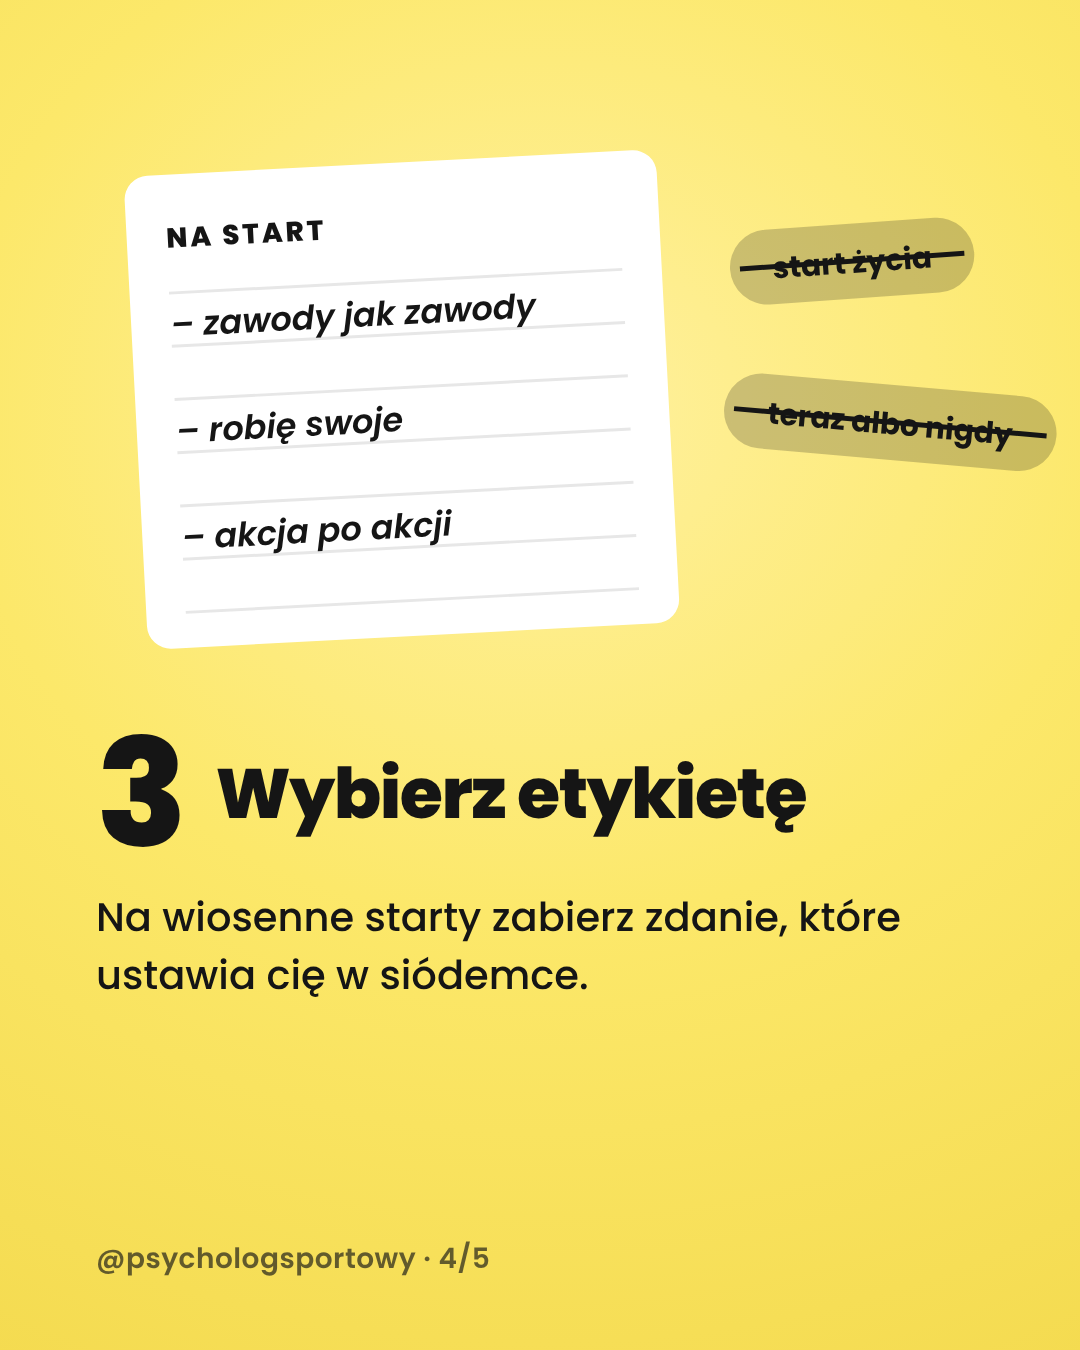 NA START
– zawody jak zawody
– robię swoje
– akcja po akcji
start życia
teraz albo nigdy
3 Wybierz etykietę
Na wiosenne starty zabierz zdanie, które
ustawia cię w siódemce.
@psychologsportowy · 4/5